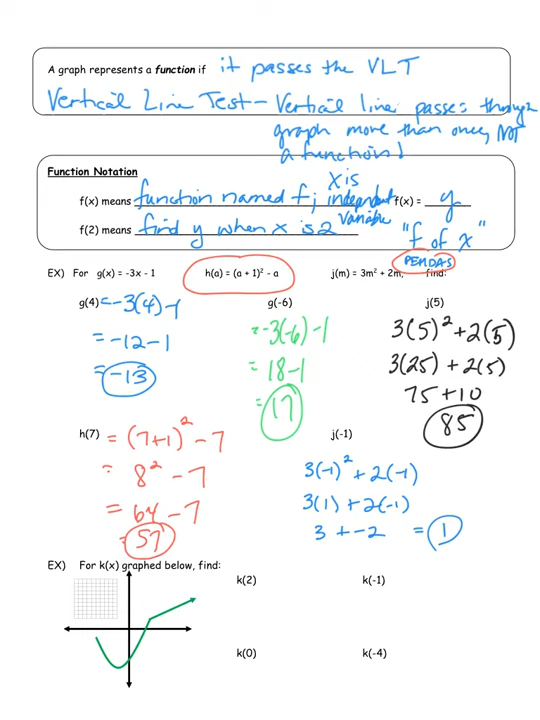 A graph represents a function if it passes the VLT
Vertical Line Test - Vertical line passes through
graph more than once, NOT
a function!
Function Notation
x is
f(x) means function named f; independent f(x) = y
variable
f(2) means find y when x is 2 "f of x"
PEMDAS
EX) For g(x) = -3x - 1 h(a) = (a + 1)² - a j(m) = 3m² + 2m, find:
g(4) = -3(4) - 1
= -12 - 1
= -13
g(-6)
= -3(-6) - 1
= 18 - 1
= 17
j(5)
3(5)² + 2(5)
3(25) + 2(5)
75 + 10
85
h(7) = (7+1)² - 7
= 8² - 7
= 64 - 7
= 57
j(-1)
3(-1)² + 2(-1)
3(1) + 2(-1)
3 + -2 = 1
EX) For k(x) graphed below, find:
k(2) k(-1)
k(0) k(-4)